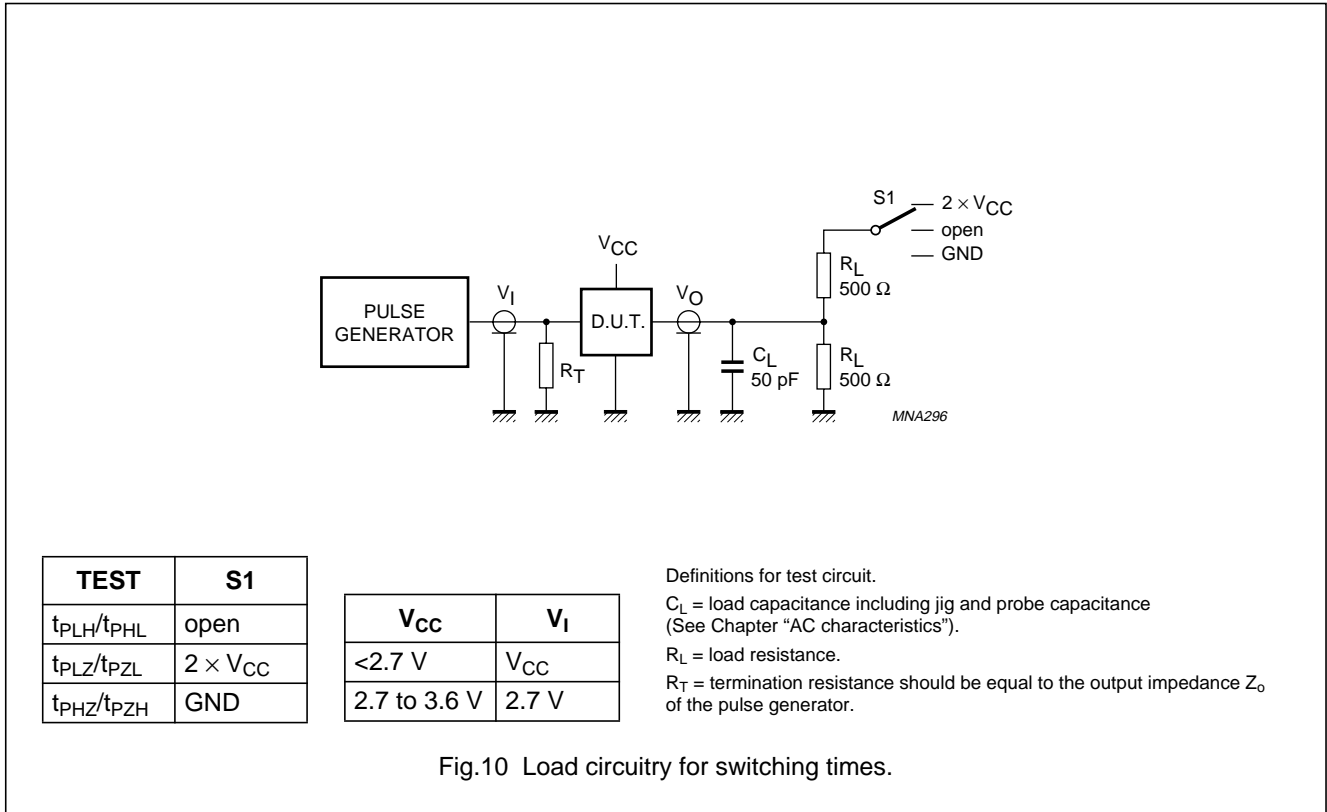 S1
2 × VCC
open
GND
VCC
RL
500 Ω
PULSE
GENERATOR
VI
D.U.T.
VO
RT
CL
50 pF
RL
500 Ω
MNA296
TEST S1
tPLH/tPHL open
tPLZ/tPZL 2 × VCC
tPHZ/tPZH GND
VCC VI
<2.7 V VCC
2.7 to 3.6 V 2.7 V
Definitions for test circuit.
CL = load capacitance including jig and probe capacitance
(See Chapter “AC characteristics”).
RL = load resistance.
RT = termination resistance should be equal to the output impedance Zo
of the pulse generator.
Fig.10 Load circuitry for switching times.